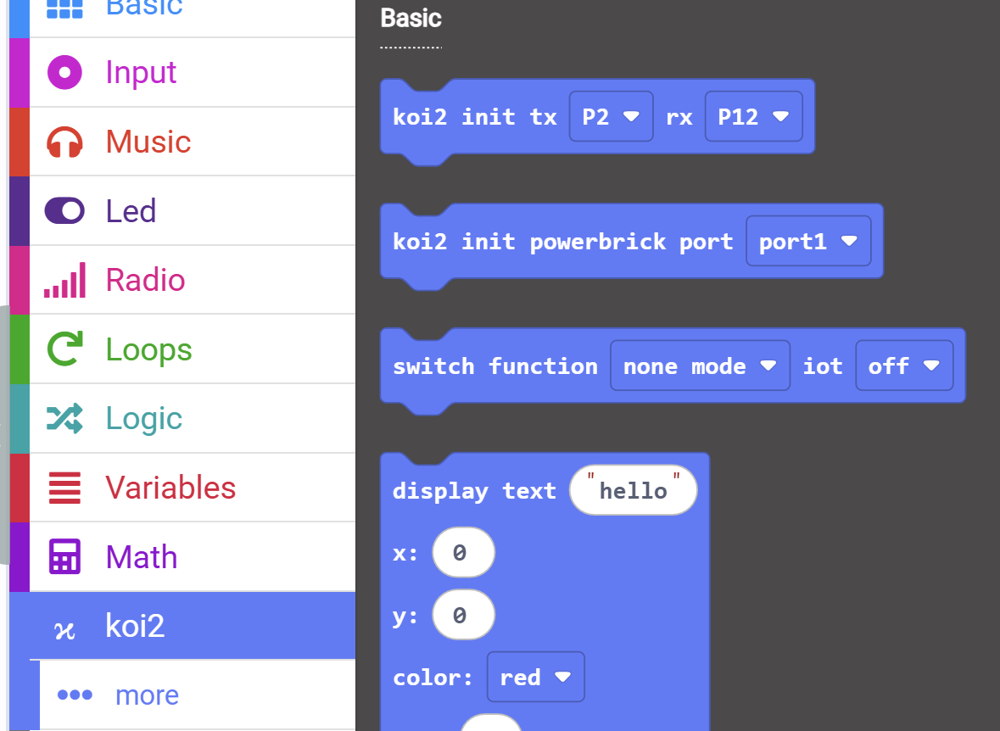 Basic
Input
Music
Led
Radio
Loops
Logic
Variables
Math
koi2
more
Basic
koi2 init tx P2 rx P12
koi2 init powerbrick port port1
switch function none mode iot off
display text "hello"
x: 0
y: 0
color: red